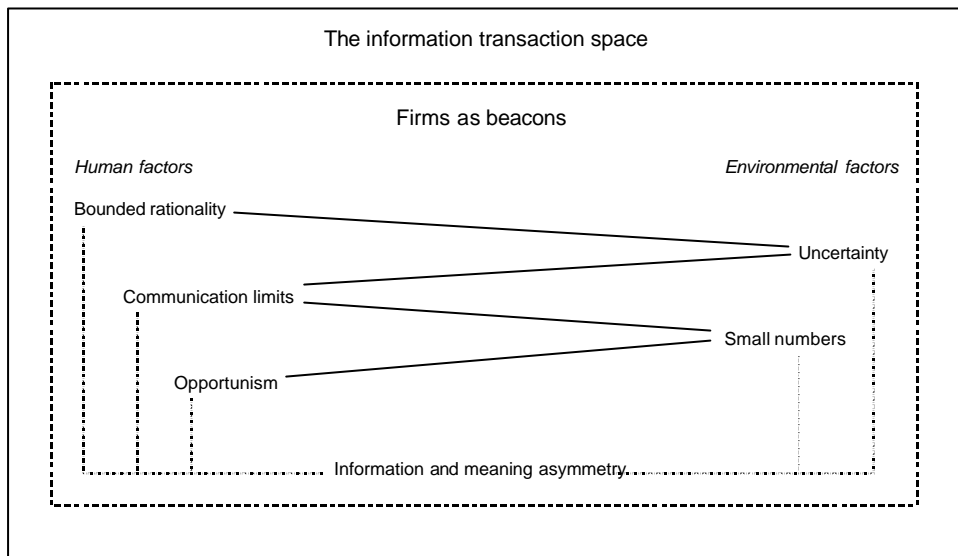 The information transaction space
Firms as beacons
Human factors
Environmental factors
Bounded rationality
Uncertainty
Communication limits
Small numbers
Opportunism
Information and meaning asymmetry